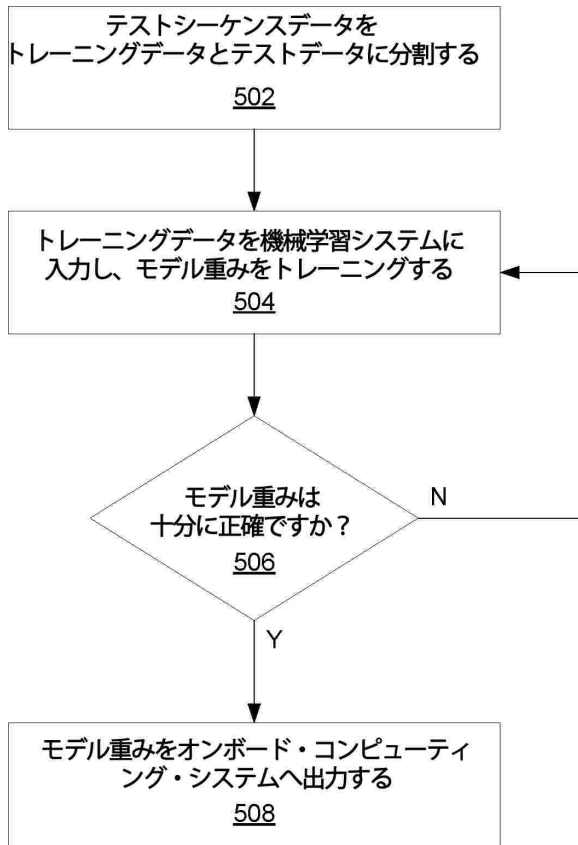 テストシーケンスデータを
トレーニングデータとテストデータに分割する
502
トレーニングデータを機械学習システムに
入力し、モデル重みをトレーニングする
504
モデル重みは
十分に正確ですか？
506
N
Y
モデル重みをオンボード・コンピューティ
ング・システムへ出力する
508